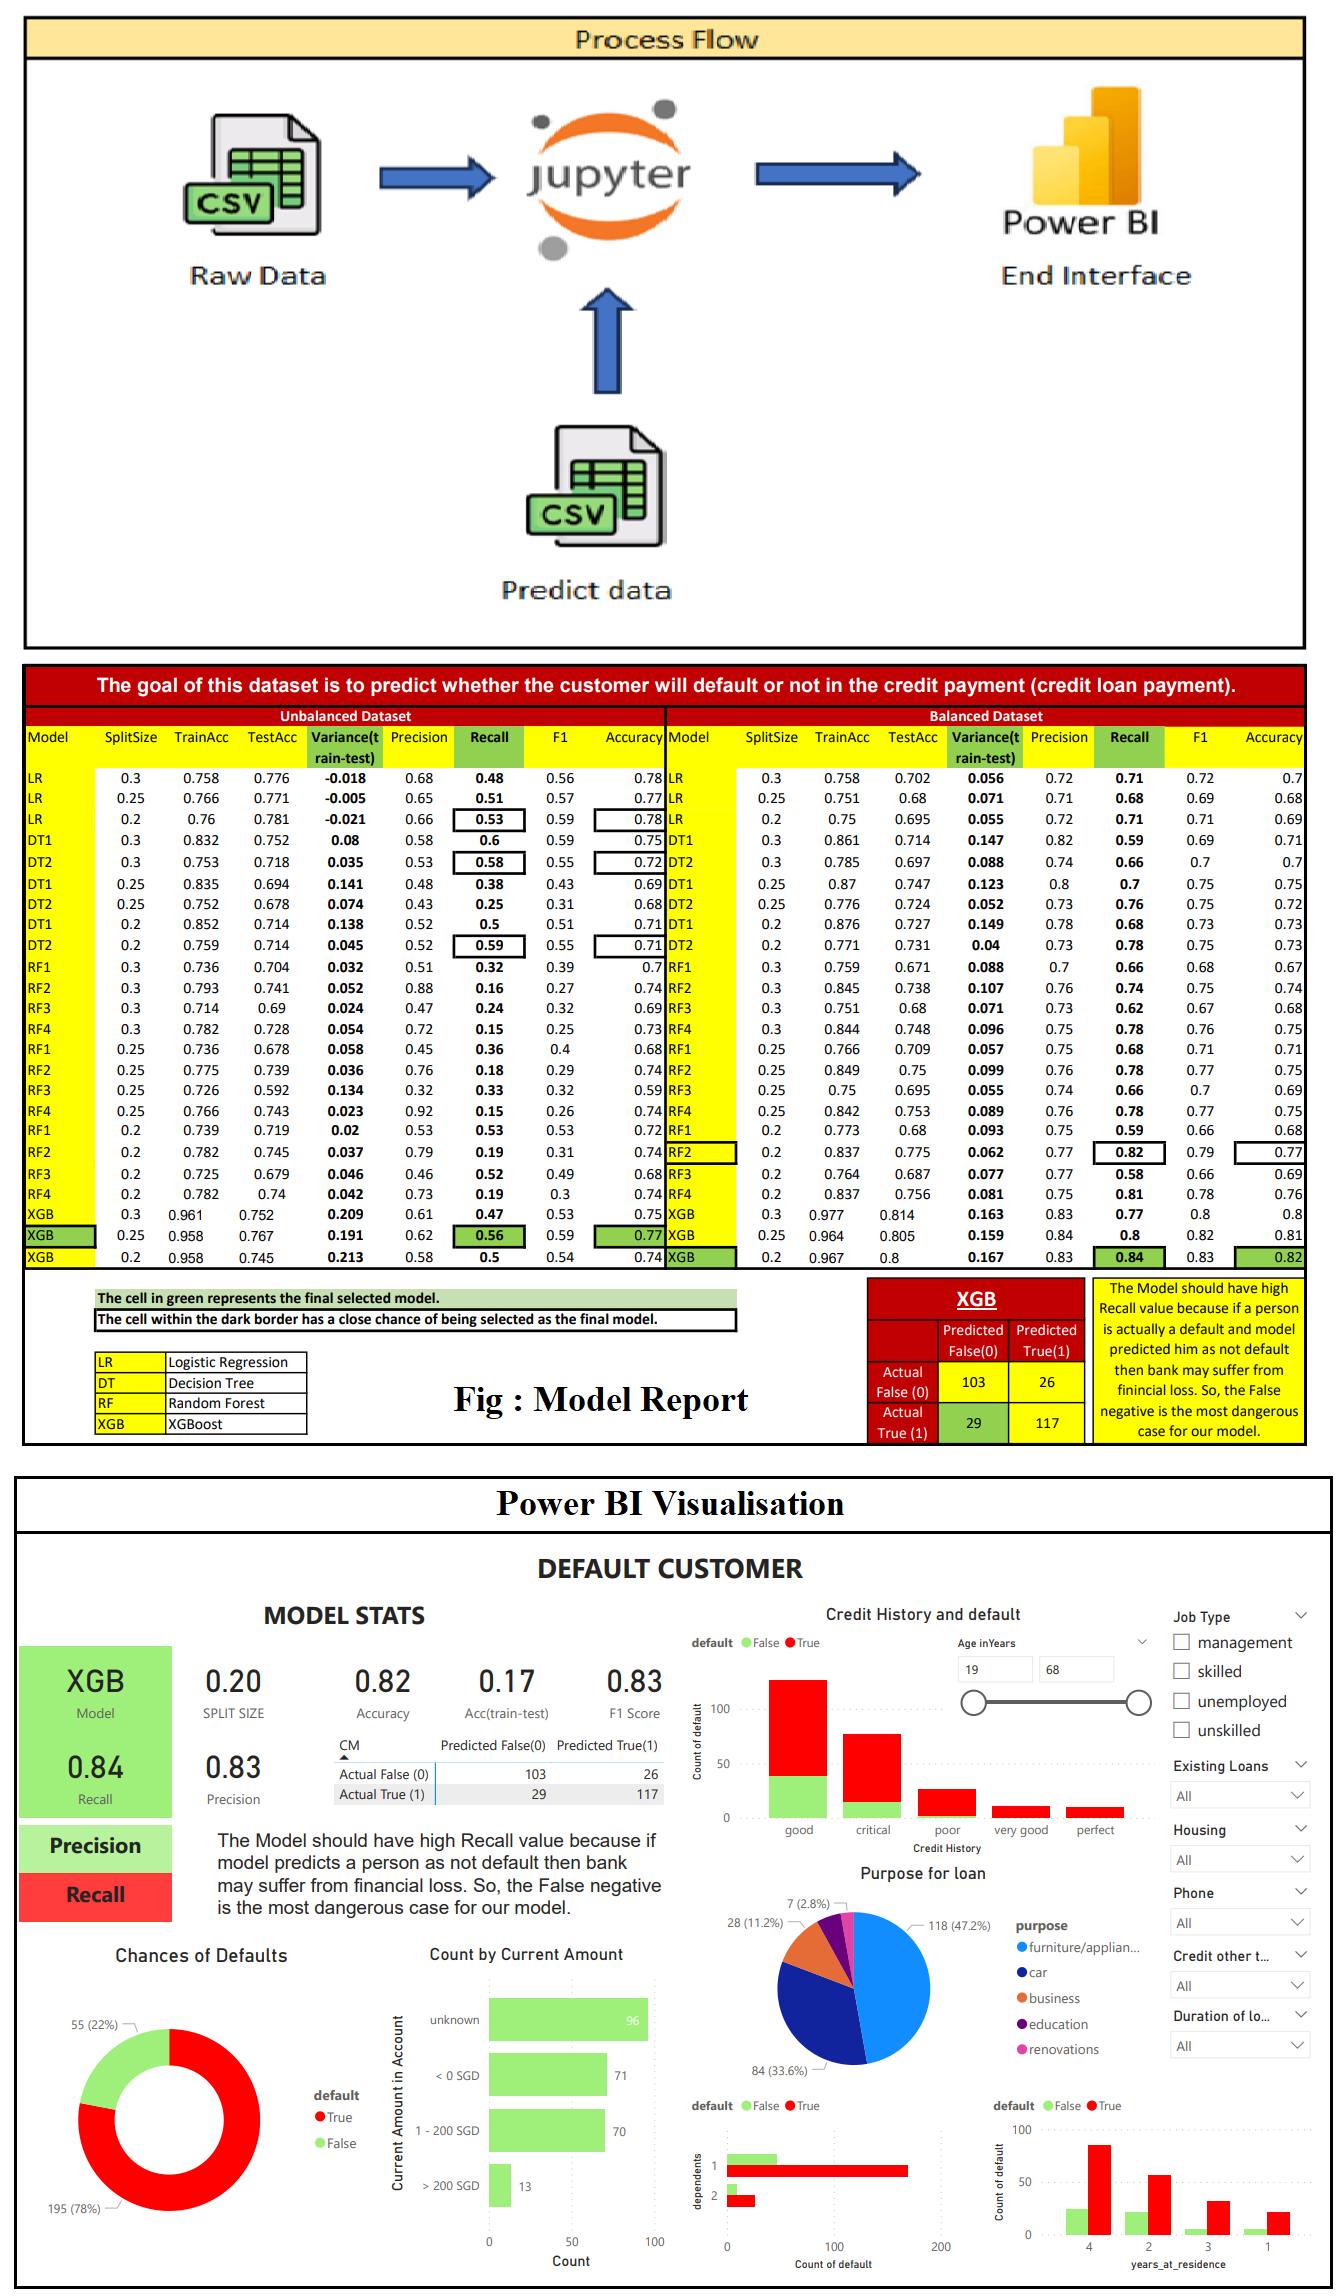 Process Flow
CSV
jupyter
Power BI
Raw Data
End Interface
CSV
Predict data
The goal of this dataset is to predict whether the customer will default or not in the credit payment (credit loan payment).
Unbalanced Dataset Balanced Dataset
Model SplitSize TrainAcc TestAcc Variance(t Precision Recall F1 Accuracy Model SplitSize TrainAcc TestAcc Variance(t Precision Recall F1 Accuracy
rain-test) rain-test)
LR 0.3 0.758 0.776 -0.018 0.68 0.48 0.56 0.78 LR 0.3 0.758 0.702 0.056 0.72 0.71 0.72 0.7
LR 0.25 0.766 0.771 -0.005 0.65 0.51 0.57 0.77 LR 0.25 0.751 0.68 0.071 0.71 0.68 0.69 0.68
LR 0.2 0.76 0.781 -0.021 0.66 0.53 0.59 0.78 LR 0.2 0.75 0.695 0.055 0.72 0.71 0.71 0.69
DT1 0.3 0.832 0.752 0.08 0.58 0.6 0.59 0.75 DT1 0.3 0.861 0.714 0.147 0.82 0.59 0.69 0.71
DT2 0.3 0.753 0.718 0.035 0.53 0.58 0.55 0.72 DT2 0.3 0.785 0.697 0.088 0.74 0.66 0.7 0.7
DT1 0.25 0.835 0.694 0.141 0.48 0.38 0.43 0.69 DT1 0.25 0.87 0.747 0.123 0.8 0.7 0.75 0.75
DT2 0.25 0.752 0.678 0.074 0.43 0.25 0.31 0.68 DT2 0.25 0.776 0.724 0.052 0.73 0.76 0.75 0.72
DT1 0.2 0.852 0.714 0.138 0.52 0.5 0.51 0.71 DT1 0.2 0.876 0.727 0.149 0.78 0.68 0.73 0.73
DT2 0.2 0.759 0.714 0.045 0.52 0.59 0.55 0.71 DT2 0.2 0.771 0.731 0.04 0.73 0.78 0.75 0.73
RF1 0.3 0.736 0.704 0.032 0.51 0.32 0.39 0.7 RF1 0.3 0.759 0.671 0.088 0.7 0.66 0.68 0.67
RF2 0.3 0.793 0.741 0.052 0.88 0.16 0.27 0.74 RF2 0.3 0.845 0.738 0.107 0.76 0.74 0.75 0.74
RF3 0.3 0.714 0.69 0.024 0.47 0.24 0.32 0.69 RF3 0.3 0.751 0.68 0.071 0.73 0.62 0.67 0.68
RF4 0.3 0.782 0.728 0.054 0.72 0.15 0.25 0.73 RF4 0.3 0.844 0.748 0.096 0.75 0.78 0.76 0.75
RF1 0.25 0.736 0.678 0.058 0.45 0.36 0.4 0.68 RF1 0.25 0.766 0.709 0.057 0.75 0.68 0.71 0.71
RF2 0.25 0.775 0.739 0.036 0.76 0.18 0.29 0.74 RF2 0.25 0.849 0.75 0.099 0.76 0.78 0.77 0.75
RF3 0.25 0.726 0.592 0.134 0.32 0.33 0.32 0.59 RF3 0.25 0.75 0.695 0.055 0.74 0.66 0.7 0.69
RF4 0.25 0.766 0.743 0.023 0.92 0.15 0.26 0.74 RF4 0.25 0.842 0.753 0.089 0.76 0.78 0.77 0.75
RF1 0.2 0.739 0.719 0.02 0.53 0.53 0.53 0.72 RF1 0.2 0.773 0.68 0.093 0.75 0.59 0.66 0.68
RF2 0.2 0.782 0.745 0.037 0.79 0.19 0.31 0.74 RF2 0.2 0.837 0.775 0.062 0.77 0.82 0.79 0.77
RF3 0.2 0.725 0.679 0.046 0.46 0.52 0.49 0.68 RF3 0.2 0.764 0.687 0.077 0.77 0.58 0.66 0.69
RF4 0.2 0.782 0.74 0.042 0.73 0.19 0.3 0.74 RF4 0.2 0.837 0.756 0.081 0.75 0.81 0.78 0.76
XGB 0.3 0.961 0.752 0.209 0.61 0.47 0.53 0.75 XGB 0.3 0.977 0.814 0.163 0.83 0.77 0.8 0.8
XGB 0.25 0.958 0.767 0.191 0.62 0.56 0.59 0.77 XGB 0.25 0.964 0.805 0.159 0.84 0.8 0.82 0.81
XGB 0.2 0.958 0.745 0.213 0.58 0.5 0.54 0.74 XGB 0.2 0.967 0.8 0.167 0.83 0.84 0.83 0.82
The cell in green represents the final selected model.
The cell within the dark border has a close chance of being selected as the final model.
LR Logistic Regression
DT Decision Tree
RF Random Forest
XGB XGBoost
Fig : Model Report
XGB
Predicted Predicted
False(0) True(1)
Actual
False (0) 103 26
Actual
True (1) 29 117
The Model should have high
Recall value because if a person
is actually a default and model
predicted him as not default
then bank may suffer from
finincial loss. So, the False
negative is the most dangerous
case for our model.
Power BI Visualisation
DEFAULT CUSTOMER
MODEL STATS
XGB
Model
0.20
SPLIT SIZE
0.82
Accuracy
0.17
Acc(train-test)
0.83
F1 Score
0.84
Recall
0.83
Precision
CM Predicted False(0) Predicted True(1)
Actual False (0) 103 26
Actual True (1) 29 117
Precision
Recall
The Model should have high Recall value because if
model predicts a person as not default then bank
may suffer from financial loss. So, the False negative
is the most dangerous case for our model.
Credit History and default
default False True
Age inYears
19 68
Count of default
100
50
0
good critical poor very good perfect
Credit History
Job Type
management
skilled
unemployed
unskilled
Existing Loans
All
Housing
All
Phone
All
Credit other t...
All
Duration of lo...
All
Purpose for loan
7 (2.8%)
28 (11.2%)
118 (47.2%)
84 (33.6%)
purpose
furniture/applian...
car
business
education
renovations
Chances of Defaults
55 (22%)
195 (78%)
default
True
False
Count by Current Amount
Current Amount in Account
unknown 96
< 0 SGD 71
1 - 200 SGD 70
> 200 SGD 13
0 50 100
Count
default False True
dependents
1
2
0 100 200
Count of default
default False True
Count of default
100
50
0
4 2 3 1
years_at_residence